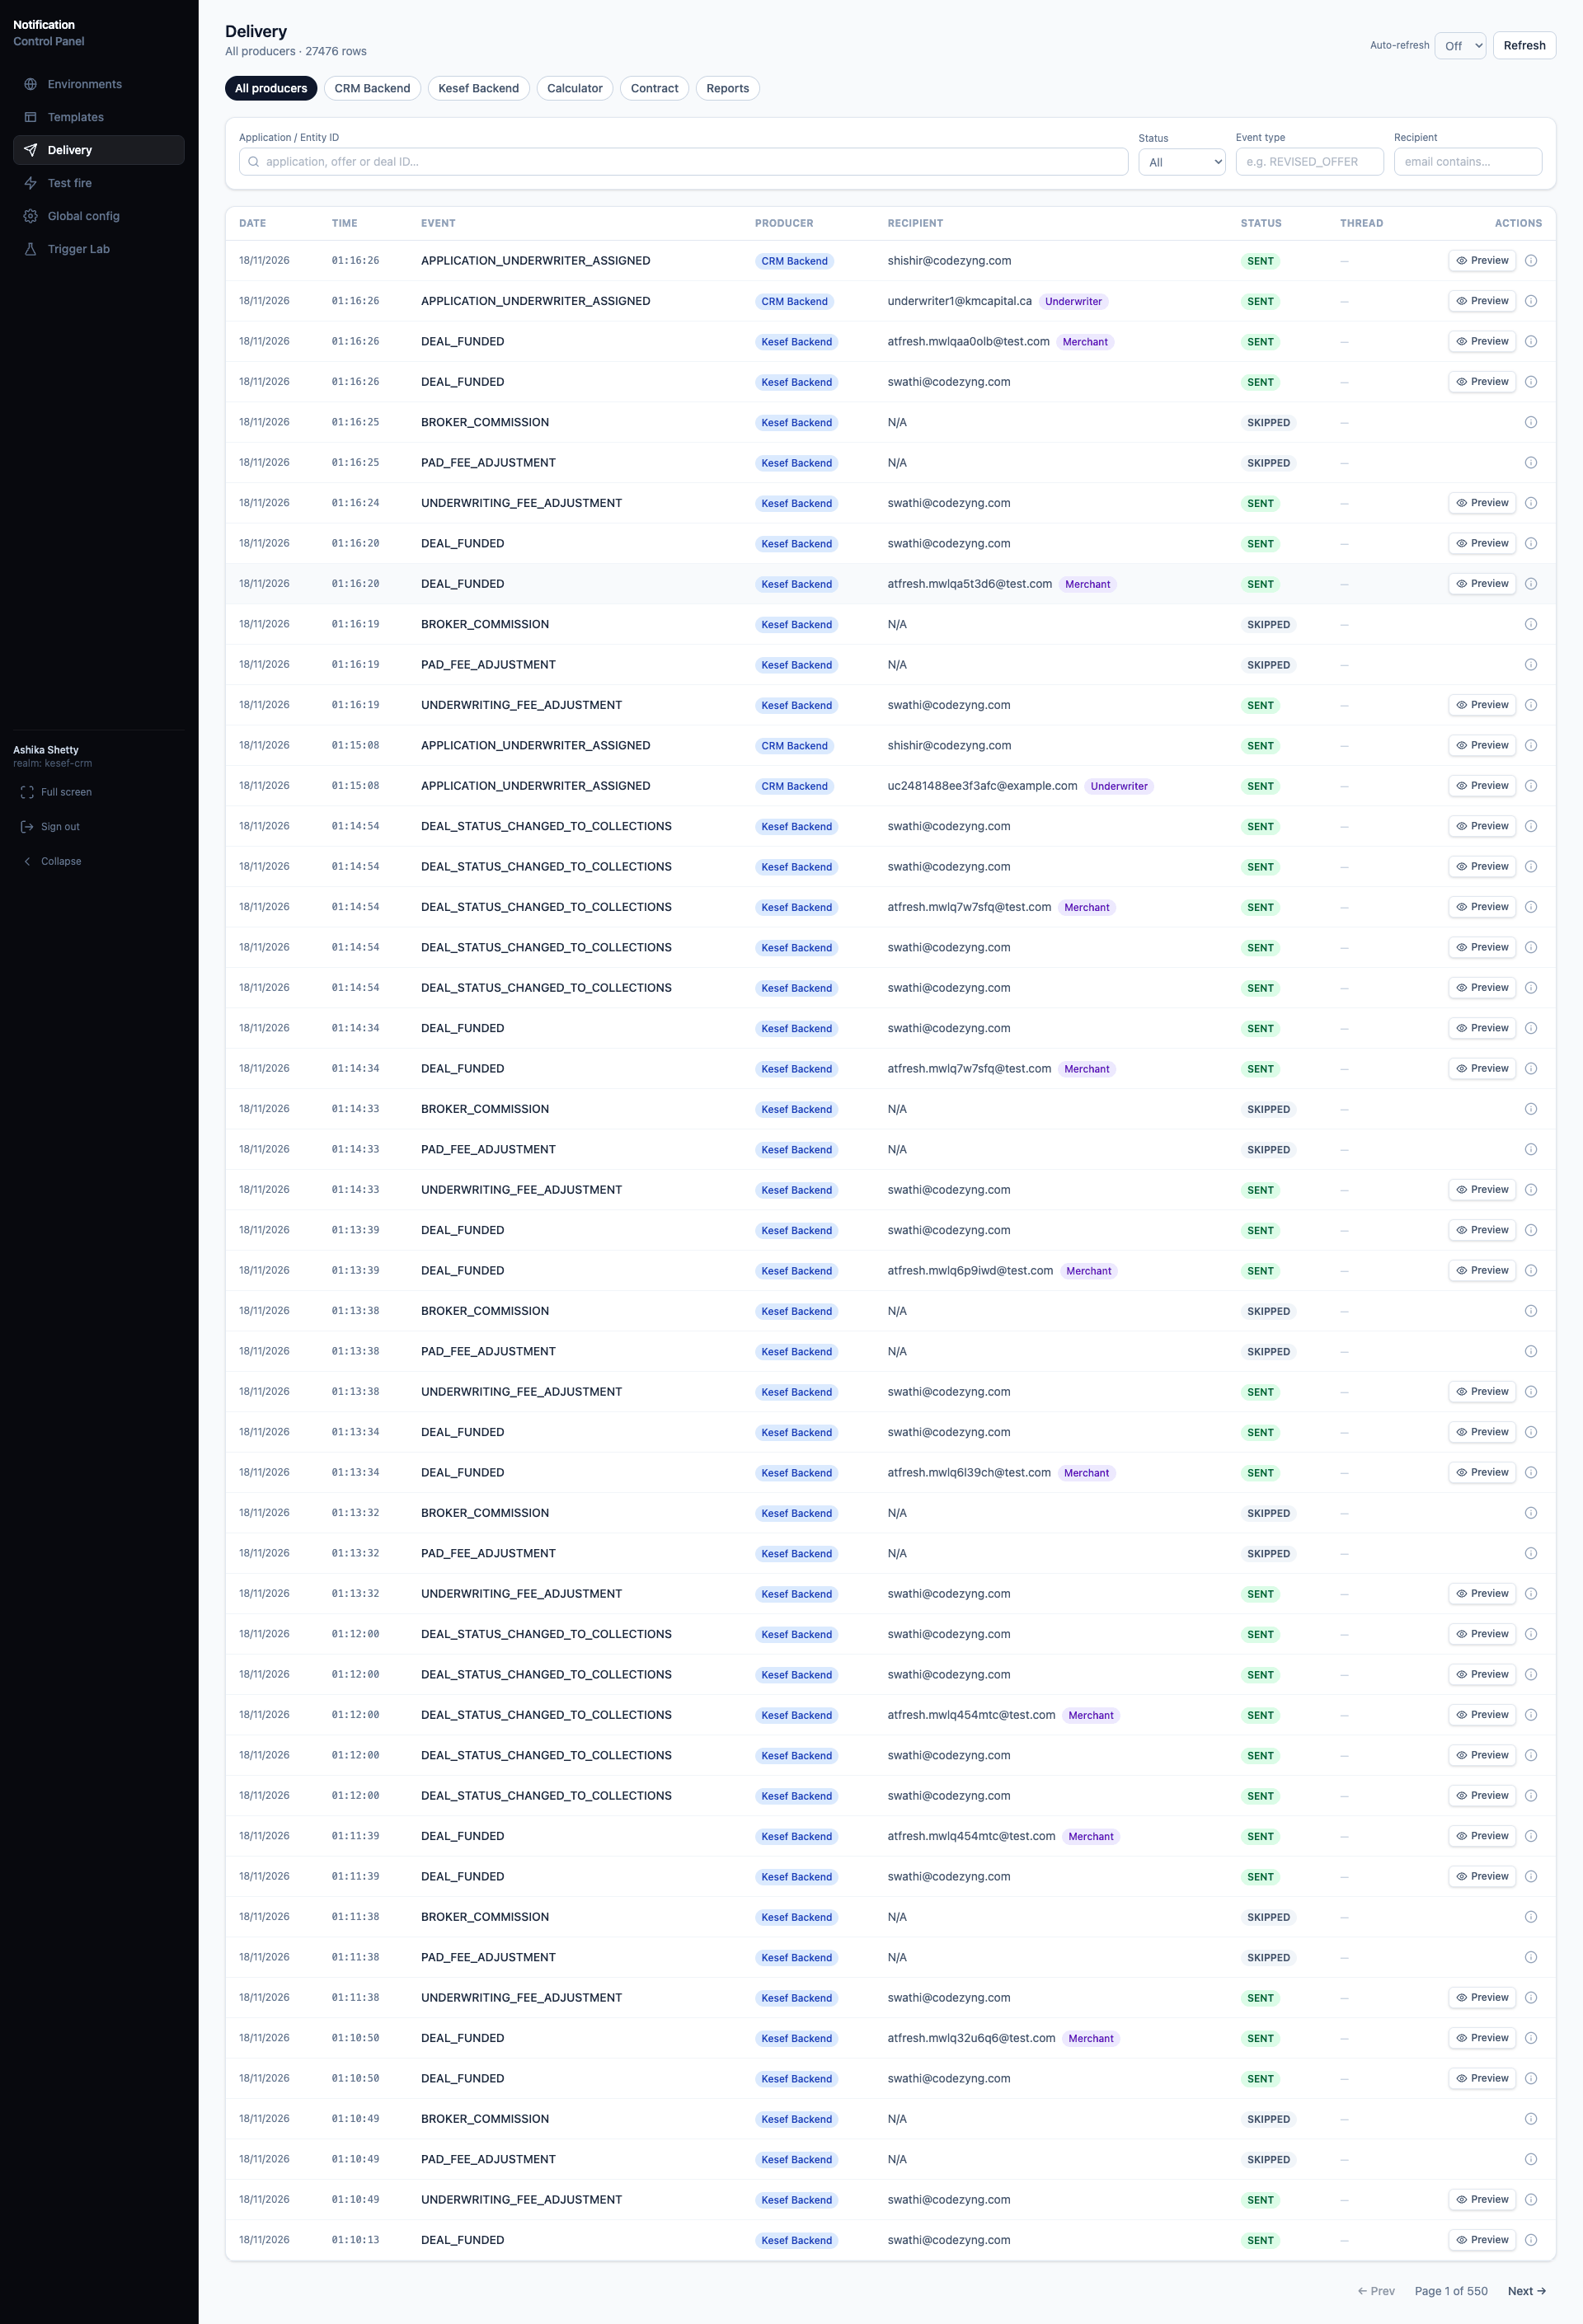 Notification
Control Panel
Environments
Templates
Delivery
Test fire
Global config
Trigger Lab
Ashika Shetty
realm: kesef-crm
Full screen
Sign out
Collapse
Delivery
All producers · 27476 rows
Auto-refresh Off Refresh
All producers CRM Backend Kesef Backend Calculator Contract Reports
Application / Entity ID Status Event type Recipient
application, offer or deal ID... All e.g. REVISED_OFFER email contains...
DATE TIME EVENT PRODUCER RECIPIENT STATUS THREAD ACTIONS
18/11/2026 01:16:26 APPLICATION_UNDERWRITER_ASSIGNED CRM Backend shishir@codezyng.com SENT — Preview
18/11/2026 01:16:26 APPLICATION_UNDERWRITER_ASSIGNED CRM Backend underwriter1@kmcapital.ca Underwriter SENT — Preview
18/11/2026 01:16:26 DEAL_FUNDED Kesef Backend atfresh.mwlqaa0olb@test.com Merchant SENT — Preview
18/11/2026 01:16:26 DEAL_FUNDED Kesef Backend swathi@codezyng.com SENT — Preview
18/11/2026 01:16:25 BROKER_COMMISSION Kesef Backend N/A SKIPPED —
18/11/2026 01:16:25 PAD_FEE_ADJUSTMENT Kesef Backend N/A SKIPPED —
18/11/2026 01:16:24 UNDERWRITING_FEE_ADJUSTMENT Kesef Backend swathi@codezyng.com SENT — Preview
18/11/2026 01:16:20 DEAL_FUNDED Kesef Backend swathi@codezyng.com SENT — Preview
18/11/2026 01:16:20 DEAL_FUNDED Kesef Backend atfresh.mwlqa5t3d6@test.com Merchant SENT — Preview
18/11/2026 01:16:19 BROKER_COMMISSION Kesef Backend N/A SKIPPED —
18/11/2026 01:16:19 PAD_FEE_ADJUSTMENT Kesef Backend N/A SKIPPED —
18/11/2026 01:16:19 UNDERWRITING_FEE_ADJUSTMENT Kesef Backend swathi@codezyng.com SENT — Preview
18/11/2026 01:15:08 APPLICATION_UNDERWRITER_ASSIGNED CRM Backend shishir@codezyng.com SENT — Preview
18/11/2026 01:15:08 APPLICATION_UNDERWRITER_ASSIGNED CRM Backend uc2481488ee3f3afc@example.com Underwriter SENT — Preview
18/11/2026 01:14:54 DEAL_STATUS_CHANGED_TO_COLLECTIONS Kesef Backend swathi@codezyng.com SENT — Preview
18/11/2026 01:14:54 DEAL_STATUS_CHANGED_TO_COLLECTIONS Kesef Backend swathi@codezyng.com SENT — Preview
18/11/2026 01:14:54 DEAL_STATUS_CHANGED_TO_COLLECTIONS Kesef Backend atfresh.mwlq7w7sfq@test.com Merchant SENT — Preview
18/11/2026 01:14:54 DEAL_STATUS_CHANGED_TO_COLLECTIONS Kesef Backend swathi@codezyng.com SENT — Preview
18/11/2026 01:14:54 DEAL_STATUS_CHANGED_TO_COLLECTIONS Kesef Backend swathi@codezyng.com SENT — Preview
18/11/2026 01:14:34 DEAL_FUNDED Kesef Backend swathi@codezyng.com SENT — Preview
18/11/2026 01:14:34 DEAL_FUNDED Kesef Backend atfresh.mwlq7w7sfq@test.com Merchant SENT — Preview
18/11/2026 01:14:33 BROKER_COMMISSION Kesef Backend N/A SKIPPED —
18/11/2026 01:14:33 PAD_FEE_ADJUSTMENT Kesef Backend N/A SKIPPED —
18/11/2026 01:14:33 UNDERWRITING_FEE_ADJUSTMENT Kesef Backend swathi@codezyng.com SENT — Preview
18/11/2026 01:13:39 DEAL_FUNDED Kesef Backend swathi@codezyng.com SENT — Preview
18/11/2026 01:13:39 DEAL_FUNDED Kesef Backend atfresh.mwlq6p9iwd@test.com Merchant SENT — Preview
18/11/2026 01:13:38 BROKER_COMMISSION Kesef Backend N/A SKIPPED —
18/11/2026 01:13:38 PAD_FEE_ADJUSTMENT Kesef Backend N/A SKIPPED —
18/11/2026 01:13:38 UNDERWRITING_FEE_ADJUSTMENT Kesef Backend swathi@codezyng.com SENT — Preview
18/11/2026 01:13:34 DEAL_FUNDED Kesef Backend swathi@codezyng.com SENT — Preview
18/11/2026 01:13:34 DEAL_FUNDED Kesef Backend atfresh.mwlq6l39ch@test.com Merchant SENT — Preview
18/11/2026 01:13:32 BROKER_COMMISSION Kesef Backend N/A SKIPPED —
18/11/2026 01:13:32 PAD_FEE_ADJUSTMENT Kesef Backend N/A SKIPPED —
18/11/2026 01:13:32 UNDERWRITING_FEE_ADJUSTMENT Kesef Backend swathi@codezyng.com SENT — Preview
18/11/2026 01:12:00 DEAL_STATUS_CHANGED_TO_COLLECTIONS Kesef Backend swathi@codezyng.com SENT — Preview
18/11/2026 01:12:00 DEAL_STATUS_CHANGED_TO_COLLECTIONS Kesef Backend swathi@codezyng.com SENT — Preview
18/11/2026 01:12:00 DEAL_STATUS_CHANGED_TO_COLLECTIONS Kesef Backend atfresh.mwlq454mtc@test.com Merchant SENT — Preview
18/11/2026 01:12:00 DEAL_STATUS_CHANGED_TO_COLLECTIONS Kesef Backend swathi@codezyng.com SENT — Preview
18/11/2026 01:12:00 DEAL_STATUS_CHANGED_TO_COLLECTIONS Kesef Backend swathi@codezyng.com SENT — Preview
18/11/2026 01:11:39 DEAL_FUNDED Kesef Backend atfresh.mwlq454mtc@test.com Merchant SENT — Preview
18/11/2026 01:11:39 DEAL_FUNDED Kesef Backend swathi@codezyng.com SENT — Preview
18/11/2026 01:11:38 BROKER_COMMISSION Kesef Backend N/A SKIPPED —
18/11/2026 01:11:38 PAD_FEE_ADJUSTMENT Kesef Backend N/A SKIPPED —
18/11/2026 01:11:38 UNDERWRITING_FEE_ADJUSTMENT Kesef Backend swathi@codezyng.com SENT — Preview
18/11/2026 01:10:50 DEAL_FUNDED Kesef Backend atfresh.mwlq32u6q6@test.com Merchant SENT — Preview
18/11/2026 01:10:50 DEAL_FUNDED Kesef Backend swathi@codezyng.com SENT — Preview
18/11/2026 01:10:49 BROKER_COMMISSION Kesef Backend N/A SKIPPED —
18/11/2026 01:10:49 PAD_FEE_ADJUSTMENT Kesef Backend N/A SKIPPED —
18/11/2026 01:10:49 UNDERWRITING_FEE_ADJUSTMENT Kesef Backend swathi@codezyng.com SENT — Preview
18/11/2026 01:10:13 DEAL_FUNDED Kesef Backend swathi@codezyng.com SENT — Preview
← Prev Page 1 of 550 Next →